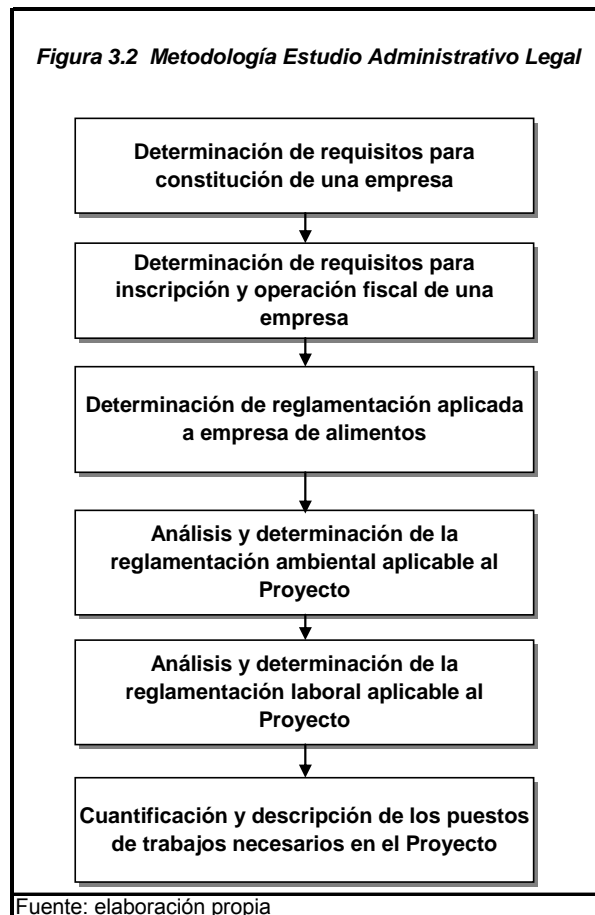 Figura 3.2 Metodología Estudio Administrativo Legal
Determinación de requisitos para
constitución de una empresa
Determinación de requisitos para
inscripción y operación fiscal de una
empresa
Determinación de reglamentación aplicada
a empresa de alimentos
Análisis y determinación de la
reglamentación ambiental aplicable al
Proyecto
Análisis y determinación de la
reglamentación laboral aplicable al
Proyecto
Cuantificación y descripción de los puestos
de trabajos necesarios en el Proyecto
Fuente: elaboración propia